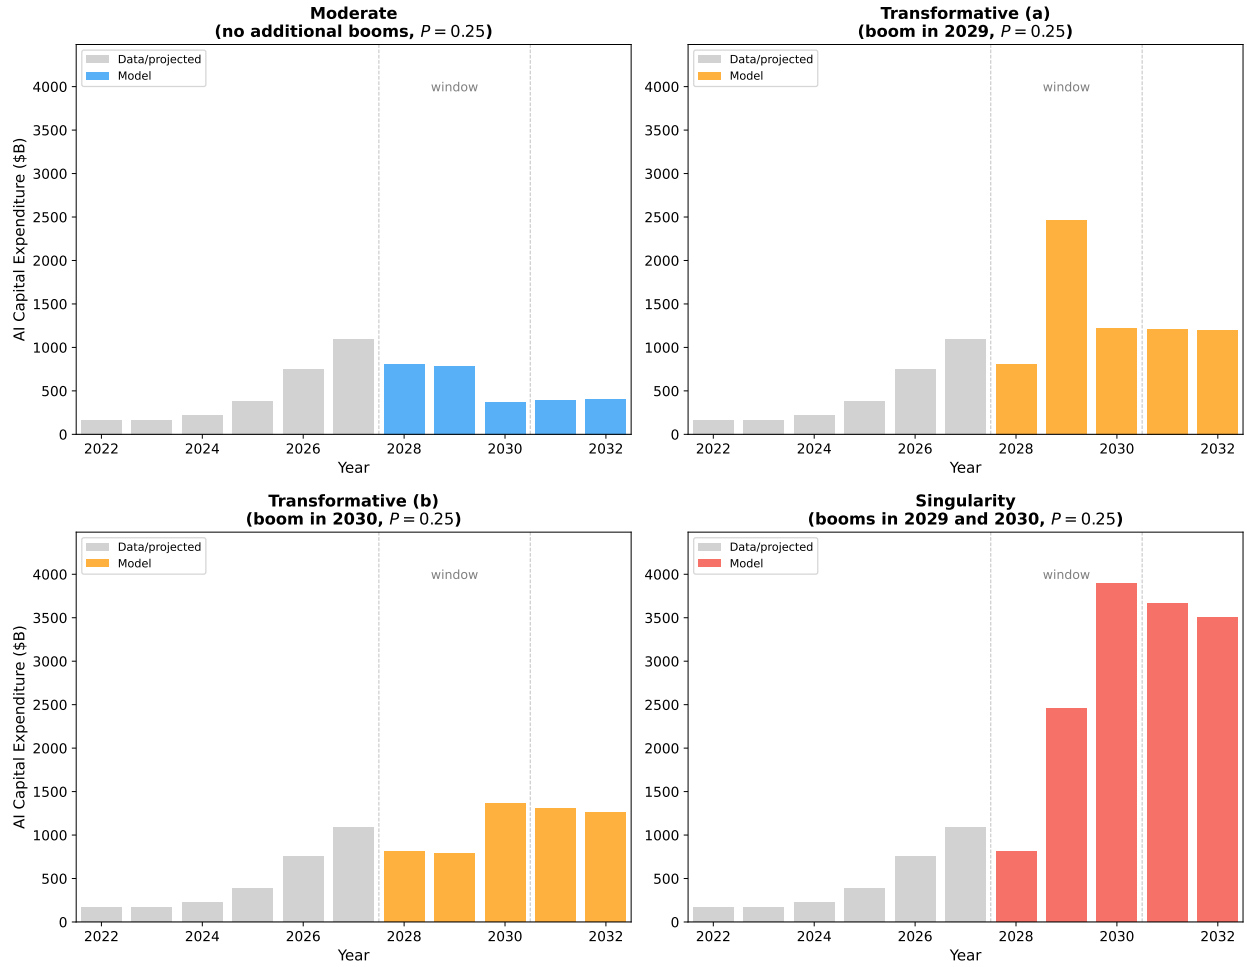 Moderate
(no additional booms, P = 0.25)
Data/projected
Model
window
AI Capital Expenditure ($B)
4000
3500
3000
2500
2000
1500
1000
500
0
2022
2024
2026
2028
2030
2032
Year
Transformative (a)
(boom in 2029, P = 0.25)
Data/projected
Model
window
4000
3500
3000
2500
2000
1500
1000
500
0
2022
2024
2026
2028
2030
2032
Year
Transformative (b)
(boom in 2030, P = 0.25)
Data/projected
Model
window
AI Capital Expenditure ($B)
4000
3500
3000
2500
2000
1500
1000
500
0
2022
2024
2026
2028
2030
2032
Year
Singularity
(booms in 2029 and 2030, P = 0.25)
Data/projected
Model
window
4000
3500
3000
2500
2000
1500
1000
500
0
2022
2024
2026
2028
2030
2032
Year